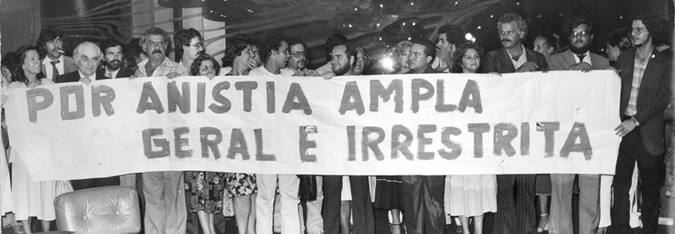 POR ANISTIA AMPLA
GERAL E IRRESTRITA